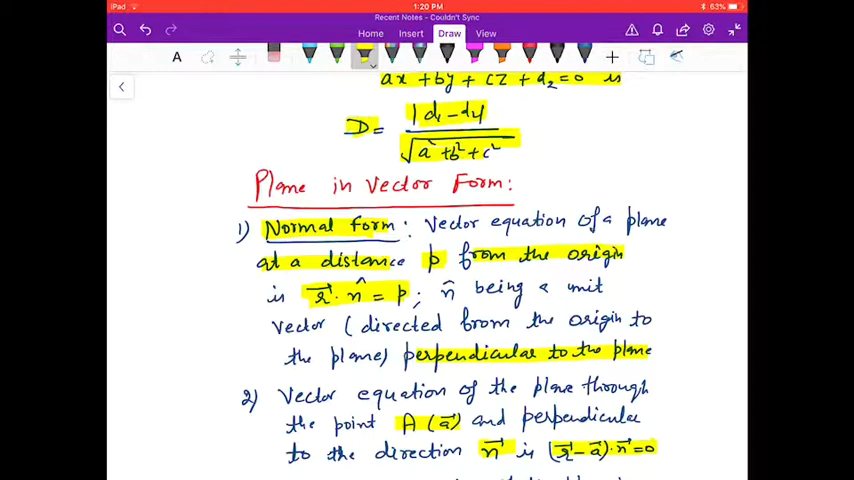 iPad
1:20 PM
63%
Recent Notes - Couldn't Sync
Home Insert Draw View
A
ax + by + cz + d₂ = 0 is
D = |d₁ - d₂| / √(a² + b² + c²)
Plane in Vector Form:
1) Normal Form: Vector equation of a plane
at a distance p from the origin
is r⃗ · n̂ = p ; n̂ being a unit
vector (directed from the origin to
the plane) perpendicular to the plane
2) Vector equation of the plane through
the point A (a⃗) and perpendicular
to the direction n⃗ is (r⃗ - a⃗) · n⃗ = 0